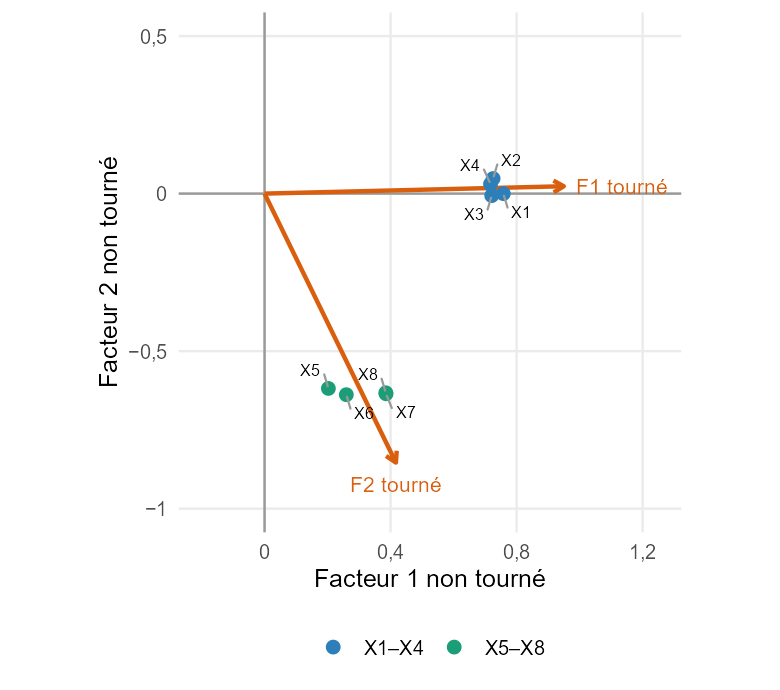 0,5
0
−0,5
−1
Facteur 2 non tourné
X4
X2
F1 tourné
X3
X1
X5
X8
X6
X7
F2 tourné
0
0,4
0,8
1,2
Facteur 1 non tourné
X1–X4
X5–X8